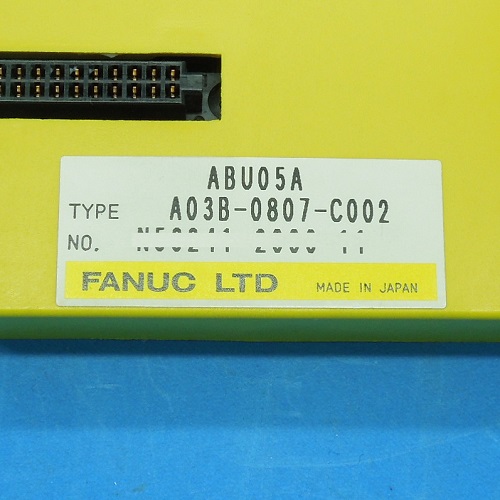 ABU05A
TYPE A03B-0807-C002
NO.
FANUC LTD MADE IN JAPAN